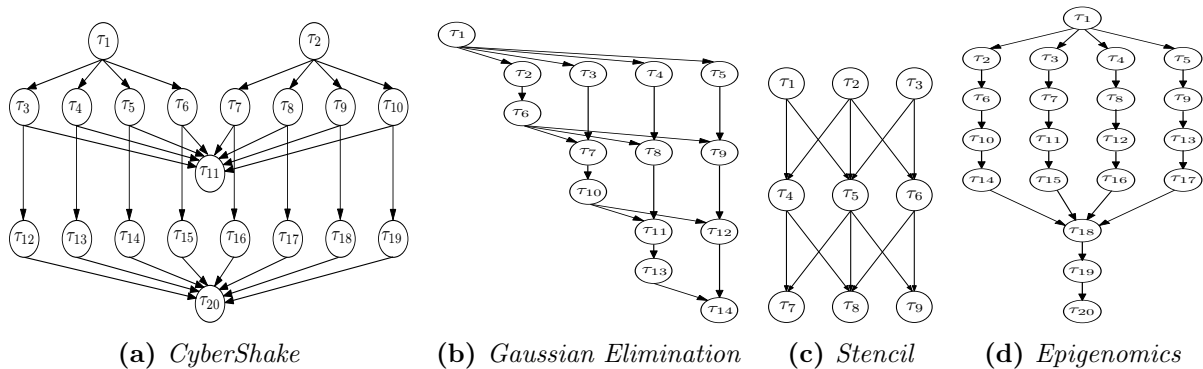 τ1 τ2
τ3 τ4 τ5 τ6 τ7 τ8 τ9 τ10
τ11
τ12 τ13 τ14 τ15 τ16 τ17 τ18 τ19
τ20
(a) CyberShake
τ1
τ2 τ3 τ4 τ5
τ6
τ7 τ8 τ9
τ10
τ11 τ12
τ13
τ14
(b) Gaussian Elimination
τ1 τ2 τ3
τ4 τ5 τ6
τ7 τ8 τ9
(c) Stencil
τ1
τ2 τ3 τ4 τ5
τ6 τ7 τ8 τ9
τ10 τ11 τ12 τ13
τ14 τ15 τ16 τ17
τ18
τ19
τ20
(d) Epigenomics